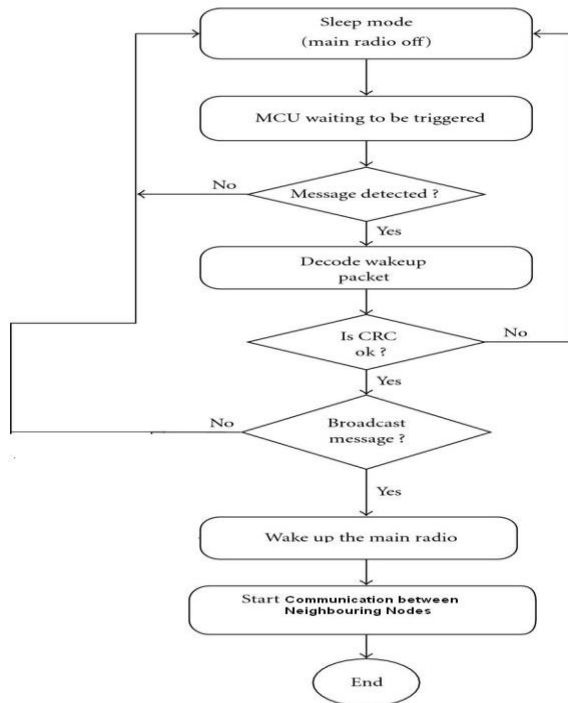 Sleep mode
(main radio off)
MCU waiting to be triggered
No
Message detected ?
Yes
Decode wakeup
packet
Is CRC
ok ?
No
Yes
No
Broadcast
message ?
Yes
Wake up the main radio
Start Communication between
Neighbouring Nodes
End